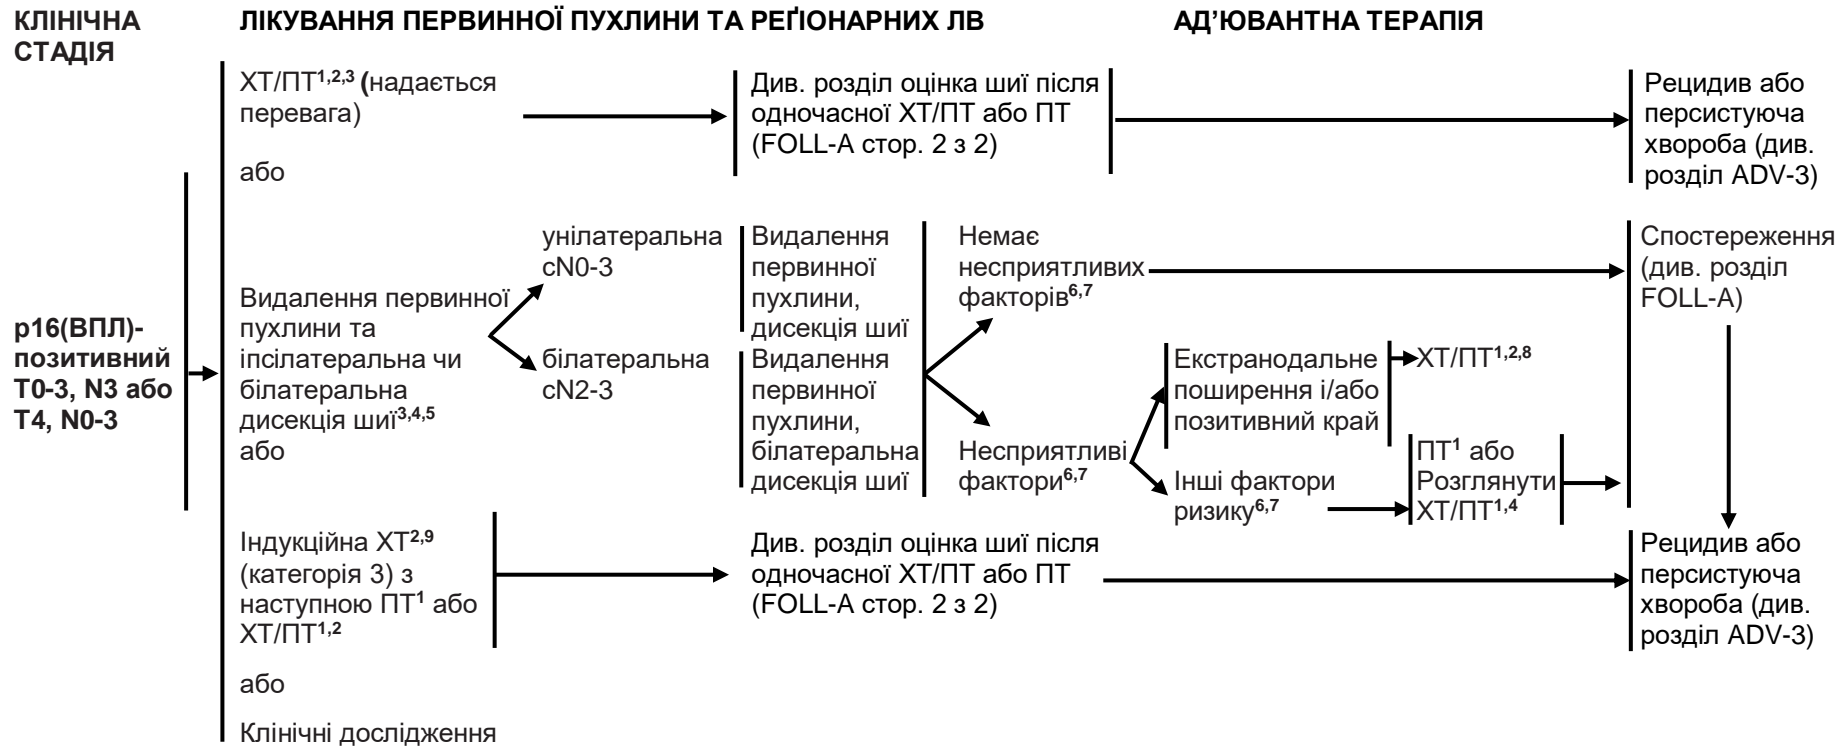 КЛІНІЧНА
СТАДІЯ
ЛІКУВАННЯ ПЕРВИННОЇ ПУХЛИНИ ТА РЕҐІОНАРНИХ ЛВ
АД’ЮВАНТНА ТЕРАПІЯ
р16(ВПЛ)-
позитивний
Т0-3, N3 або
Т4, N0-3
ХТ/ПТ1,2,3 (надається
перевага)
або
Див. розділ оцінка шиї після
одночасної ХТ/ПТ або ПТ
(FOLL-A стор. 2 з 2)
Рецидив або
персистуюча
хвороба (див.
розділ ADV-3)
Видалення первинної
пухлини та
іпсілатеральна чи
білатеральна
дисекція шиї3,4,5
або
унілатеральна
cN0-3
білатеральна
cN2-3
Видалення
первинної
пухлини,
дисекція шиї
Видалення
первинної
пухлини,
білатеральна
дисекція шиї
Немає
несприятливих
факторів6,7
Несприятливі
фактори6,7
Екстранодальне
поширення і/або
позитивний край
ХТ/ПТ1,2,8
Інші фактори
ризику6,7
ПТ1 або
Розглянути
ХТ/ПТ1,4
Спостереження
(див. розділ
FOLL-A)
Індукційна ХТ2,9
(категорія 3) з
наступною ПТ1 або
ХТ/ПТ1,2
Див. розділ оцінка шиї після
одночасної ХТ/ПТ або ПТ
(FOLL-A стор. 2 з 2)
Рецидив або
персистуюча
хвороба (див.
розділ ADV-3)
або
Клінічні дослідження